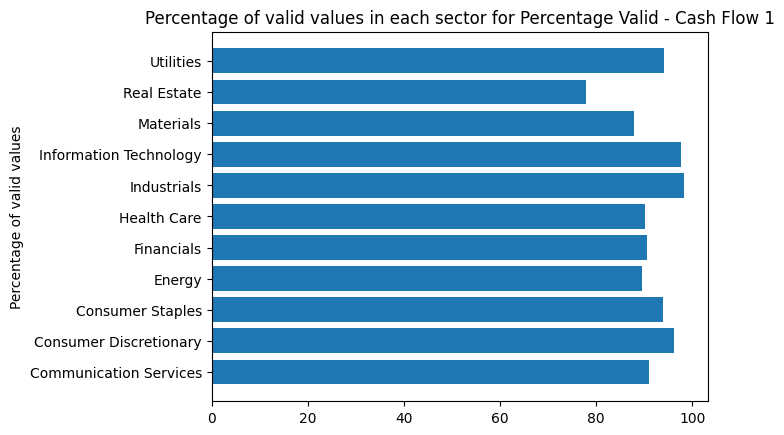 Percentage of valid values in each sector for Percentage Valid - Cash Flow 1
Percentage of valid values
Utilities
Real Estate
Materials
Information Technology
Industrials
Health Care
Financials
Energy
Consumer Staples
Consumer Discretionary
Communication Services
0 20 40 60 80 100